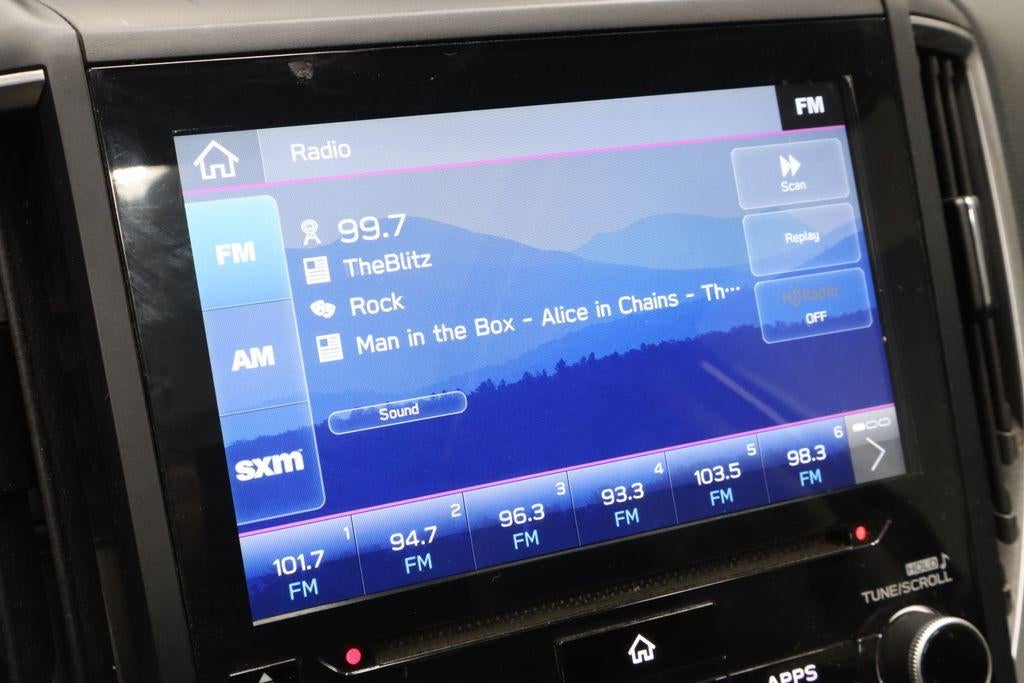 Radio
FM
FM
AM
sxm
99.7
TheBlitz
Rock
Man in the Box - Alice in Chains - Th...
Sound
Scan
Replay
HD Radio
OFF
1
101.7
FM
2
94.7
FM
3
96.3
FM
4
93.3
FM
5
103.5
FM
6
98.3
FM
HOLD
TUNE/SCROLL
APPS